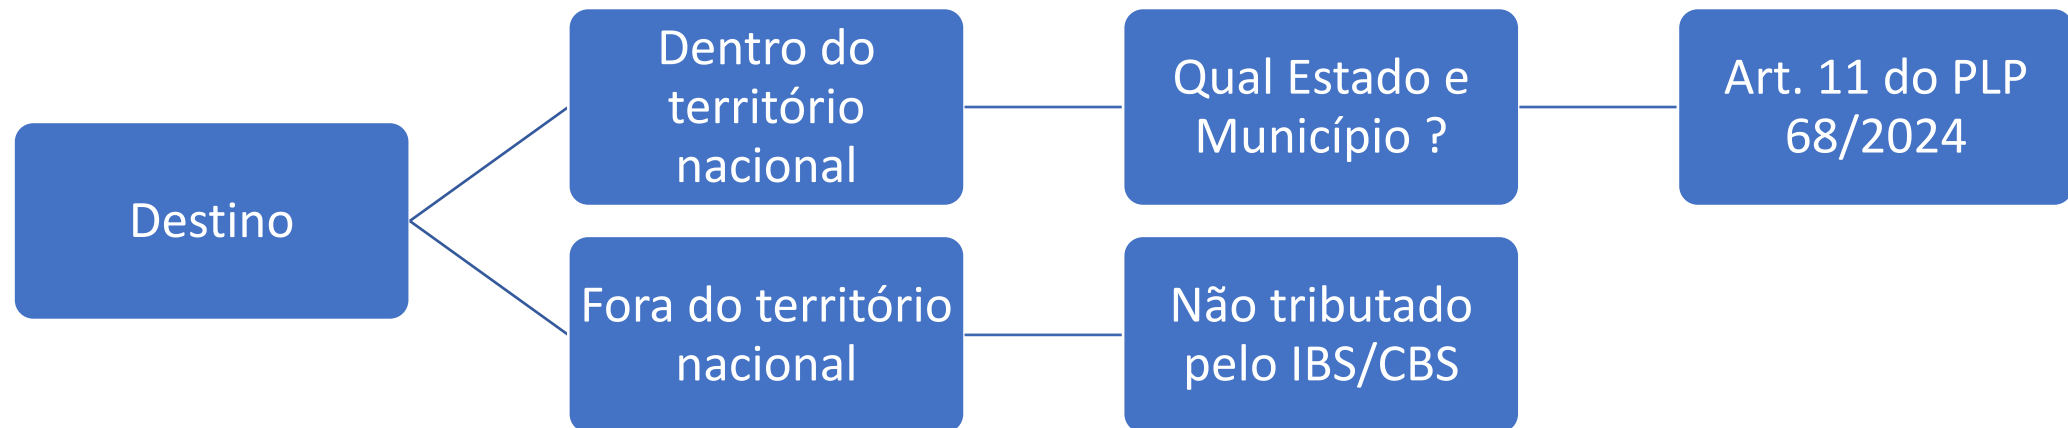 Destino
Dentro do
território
nacional
Qual Estado e
Município ?
Art. 11 do PLP
68/2024
Fora do território
nacional
Não tributado
pelo IBS/CBS